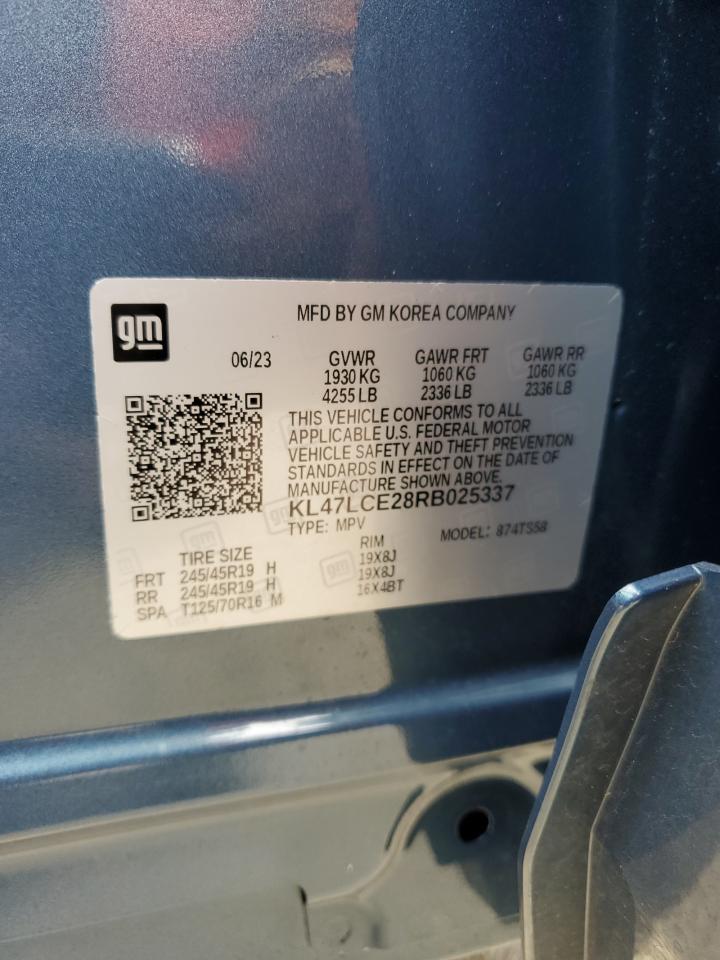 gm
MFD BY GM KOREA COMPANY
06/23 GVWR GAWR FRT GAWR RR
1930 KG 1060 KG 1060 KG
4255 LB 2336 LB 2336 LB
THIS VEHICLE CONFORMS TO ALL
APPLICABLE U.S. FEDERAL MOTOR
VEHICLE SAFETY AND THEFT PREVENTION
STANDARDS IN EFFECT ON THE DATE OF
MANUFACTURE SHOWN ABOVE.
KL47LCE28RB025337
TYPE: MPV MODEL: 874TS58
TIRE SIZE RIM
FRT 245/45R19 H 19X8J
RR 245/45R19 H 19X8J
SPA T125/70R16 M 16X4BT